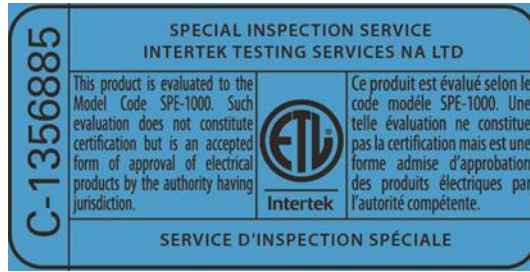 C-1356885
SPECIAL INSPECTION SERVICE
INTERTEK TESTING SERVICES NA LTD
This product is evaluated to the
Model Code SPE-1000. Such
evaluation does not constitute
certification but is an accepted
form of approval of electrical
products by the authority having
jurisdiction.
ETL
Intertek
Ce produit est évalué selon le
code modéle SPE-1000. Une
telle évaluation ne constitue
pas la certification mais est une
forme admise d'approbation
des produits électriques par
l'autorité compétente.
SERVICE D'INSPECTION SPÉCIALE